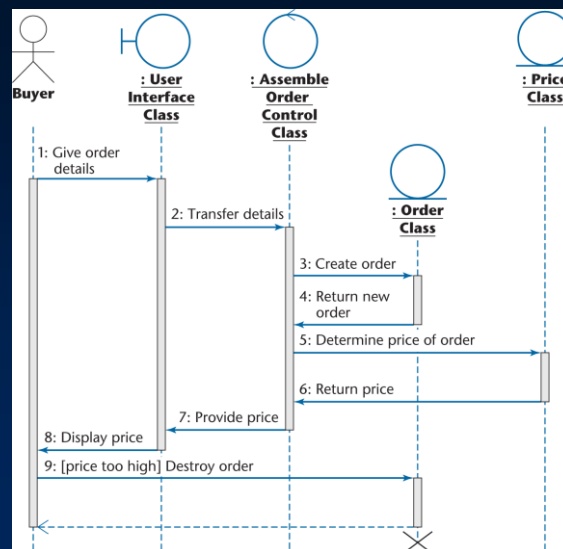 Buyer
: User
Interface
Class
: Assemble
Order
Control
Class
: Price
Class
1: Give order
details
: Order
Class
2: Transfer details
3: Create order
4: Return new
order
5: Determine price of order
6: Return price
7: Provide price
8: Display price
9: [price too high] Destroy order